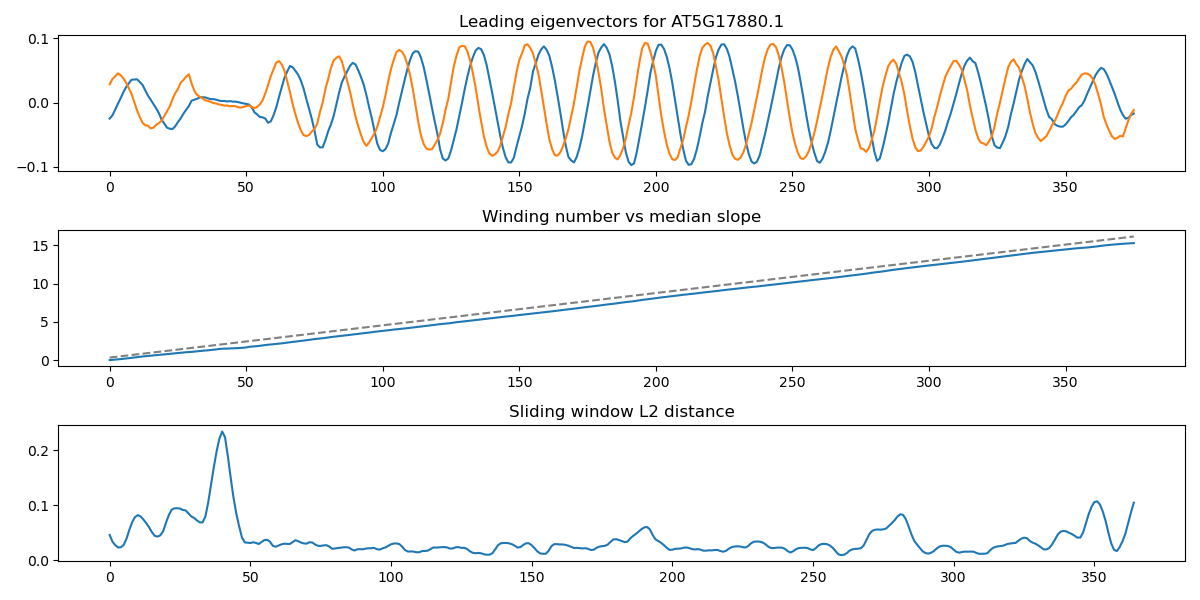 Leading eigenvectors for AT5G17880.1
0.1
0.0
−0.1
0 50 100 150 200 250 300 350
Winding number vs median slope
15
10
5
0
0 50 100 150 200 250 300 350
Sliding window L2 distance
0.2
0.1
0.0
0 50 100 150 200 250 300 350